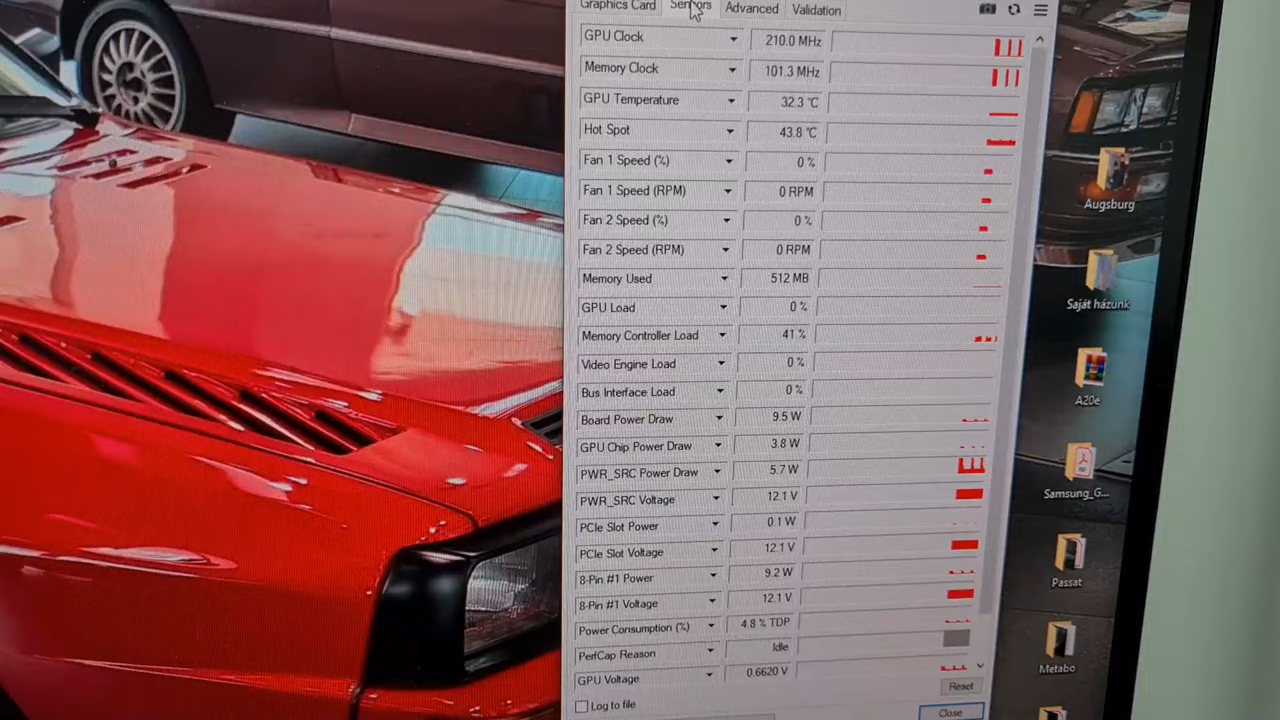 Graphics Card Sensors Advanced Validation
GPU Clock 210.0 MHz
Memory Clock 101.3 MHz
GPU Temperature 32.3 °C
Hot Spot 43.8 °C
Fan 1 Speed (%) 0 %
Fan 1 Speed (RPM) 0 RPM
Fan 2 Speed (%) 0 %
Fan 2 Speed (RPM) 0 RPM
Memory Used 512 MB
GPU Load 0 %
Memory Controller Load 41 %
Video Engine Load 0 %
Bus Interface Load 0 %
Board Power Draw 9.5 W
GPU Chip Power Draw 3.8 W
PWR_SRC Power Draw 5.7 W
PWR_SRC Voltage 12.1 V
PCIe Slot Power 0.1 W
PCIe Slot Voltage 12.1 V
8-Pin #1 Power 9.2 W
8-Pin #1 Voltage 12.1 V
Power Consumption (%) 4.8 % TDP
PerfCap Reason Idle
GPU Voltage 0.6620 V
Reset
Log to file
Close
Augsburg
Saját házunk
A20e
Samsung_G...
Passat
Metabo